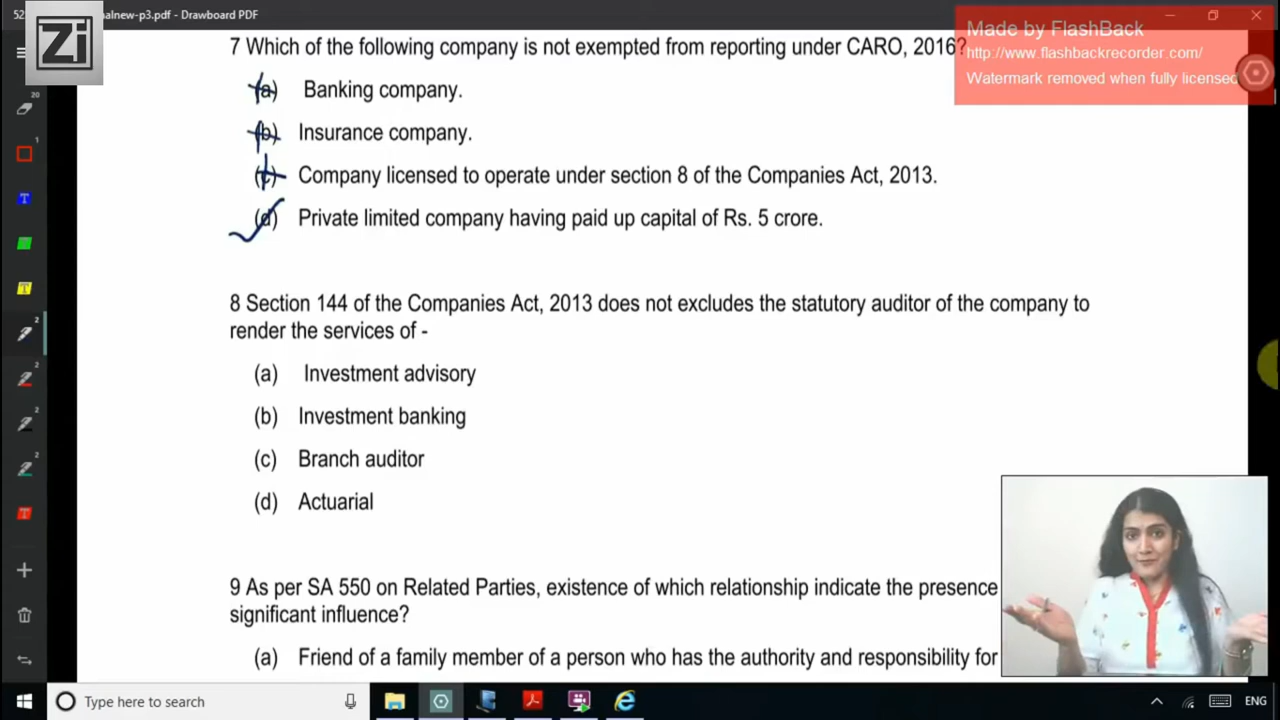 52
alnew-p3.pdf - Drawboard PDF
Zi
Made by FlashBack
http://www.flashbackrecorder.com/
Watermark removed when fully licensed
7 Which of the following company is not exempted from reporting under CARO, 2016?
(a) Banking company.
(b) Insurance company.
(c) Company licensed to operate under section 8 of the Companies Act, 2013.
(d) Private limited company having paid up capital of Rs. 5 crore.
8 Section 144 of the Companies Act, 2013 does not excludes the statutory auditor of the company to
render the services of -
(a) Investment advisory
(b) Investment banking
(c) Branch auditor
(d) Actuarial
9 As per SA 550 on Related Parties, existence of which relationship indicate the presence
significant influence?
(a) Friend of a family member of a person who has the authority and responsibility for
Type here to search
ENG